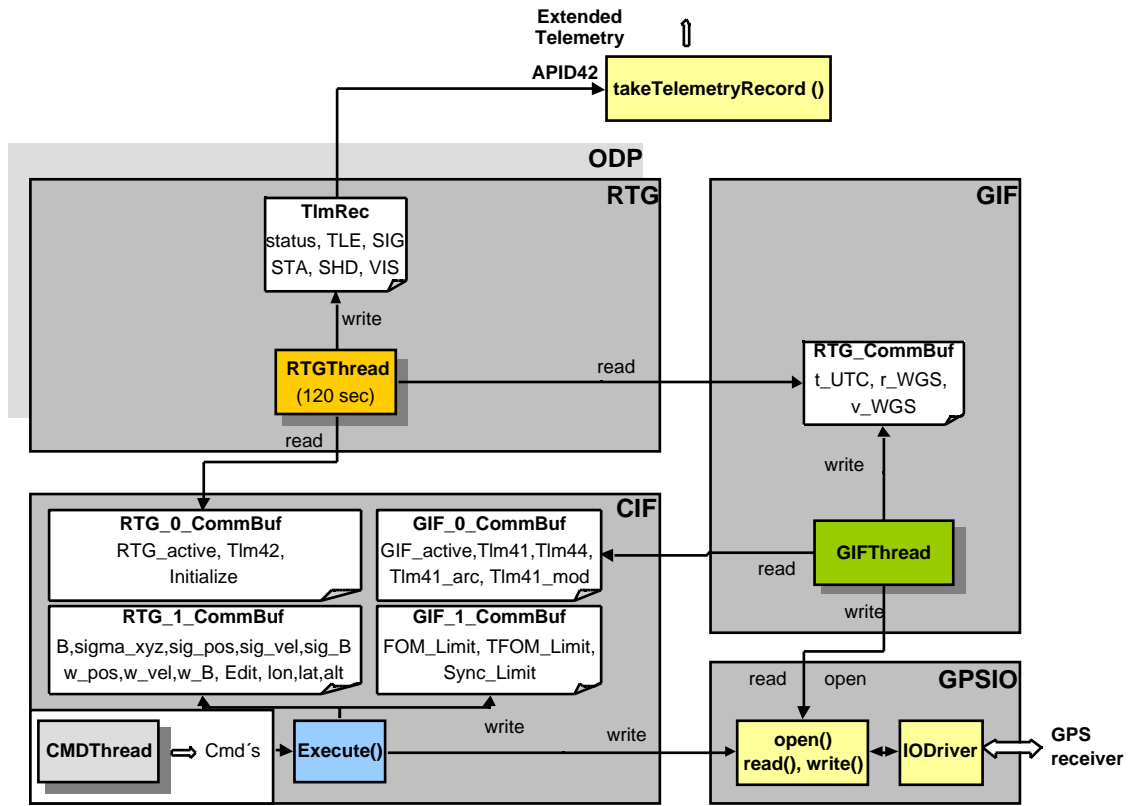 Extended
Telemetry
APID42
takeTelemetryRecord ()
ODP
RTG
TlmRec
status, TLE, SIG
STA, SHD, VIS
write
RTGThread
(120 sec)
read
read
GIF
RTG_CommBuf
t_UTC, r_WGS,
v_WGS
write
GIFThread
read
write
CIF
RTG_0_CommBuf
RTG_active, Tlm42,
Initialize
GIF_0_CommBuf
GIF_active,Tlm41,Tlm44,
Tlm41_arc, Tlm41_mod
RTG_1_CommBuf
B,sigma_xyz,sig_pos,sig_vel,sig_B
w_pos,w_vel,w_B, Edit, lon,lat,alt
GIF_1_CommBuf
FOM_Limit, TFOM_Limit,
Sync_Limit
write
CMDThread
Cmd´s
Execute()
write
read
open
GPSIO
open()
read(), write()
IODriver
GPS
receiver